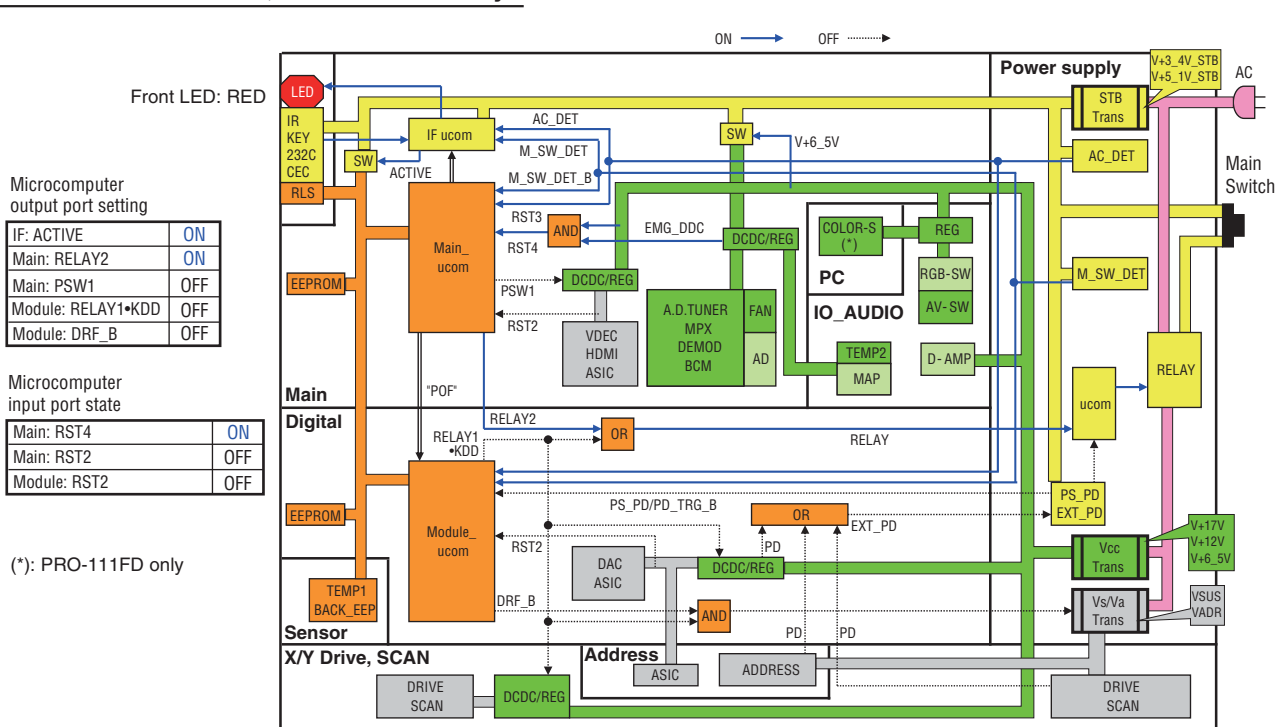 ON
OFF
Front LED: RED
LED
IR
KEY
232C
CEC
RLS
SW
IF ucom
ACTIVE
AC_DET
M_SW_DET
M_SW_DET_B
SW
V+6_5V
Power supply
V+3_4V_STB
V+5_1V_STB
AC
STB
Trans
AC_DET
Main
Switch
M_SW_DET
RELAY
ucom
Microcomputer
output port setting
IF: ACTIVE ON
Main: RELAY2 ON
Main: PSW1 OFF
Module: RELAY1•KDD OFF
Module: DRF_B OFF
Microcomputer
input port state
Main: RST4 ON
Main: RST2 OFF
Module: RST2 OFF
(*): PRO-111FD only
EEPROM
Main_
ucom
RST3
RST4
AND
EMG_DDC
DCDC/REG
PSW1
RST2
DCDC/REG
VDEC
HDMI
ASIC
A.D.TUNER
MPX
DEMOD
BCM
FAN
AD
COLOR-S
(*)
PC
REG
RGB-SW
AV-SW
IO_AUDIO
TEMP2
MAP
D-AMP
Main
"POF"
Digital
RELAY2
RELAY1
•KDD
OR
RELAY
EEPROM
Module_
ucom
PS_PD/PD_TRG_B
PS_PD
EXT_PD
OR
EXT_PD
RST2
DAC
ASIC
PD
DCDC/REG
V+17V
V+12V
V+6_5V
Vcc
Trans
TEMP1
BACK_EEP
DRF_B
AND
Vs/Va
Trans
VSUS
VADR
PD
PD
Sensor
X/Y Drive, SCAN
Address
ASIC
ADDRESS
DRIVE
SCAN
DCDC/REG
DRIVE
SCAN